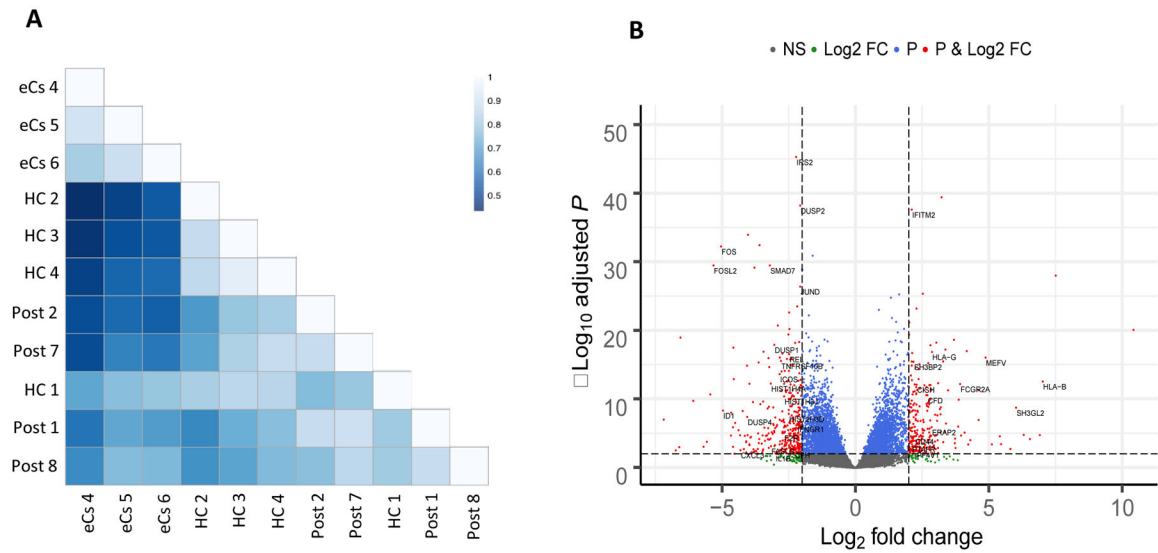 A
eCs 4
eCs 5
eCs 6
HC 2
HC 3
HC 4
Post 2
Post 7
HC 1
Post 1
Post 8
eCs 4
eCs 5
eCs 6
HC 2
HC 3
HC 4
Post 2
Post 7
HC 1
Post 1
Post 8
1
0.9
0.8
0.7
0.6
0.5
B
NS Log2 FC P P & Log2 FC
□ Log10 adjusted P
50
40
30
20
10
0
IRS2
DUSP2
IFITM2
FOS
FOSL2
SMAD7
JUND
DUSP1
REL
HLA-G
MEFV
SH3BP2
ICOS
CISH
FCGR2A
HLA-B
CFD
ID1
SH3GL2
DUSP4
ERAP2
−5
0
5
10
Log2 fold change